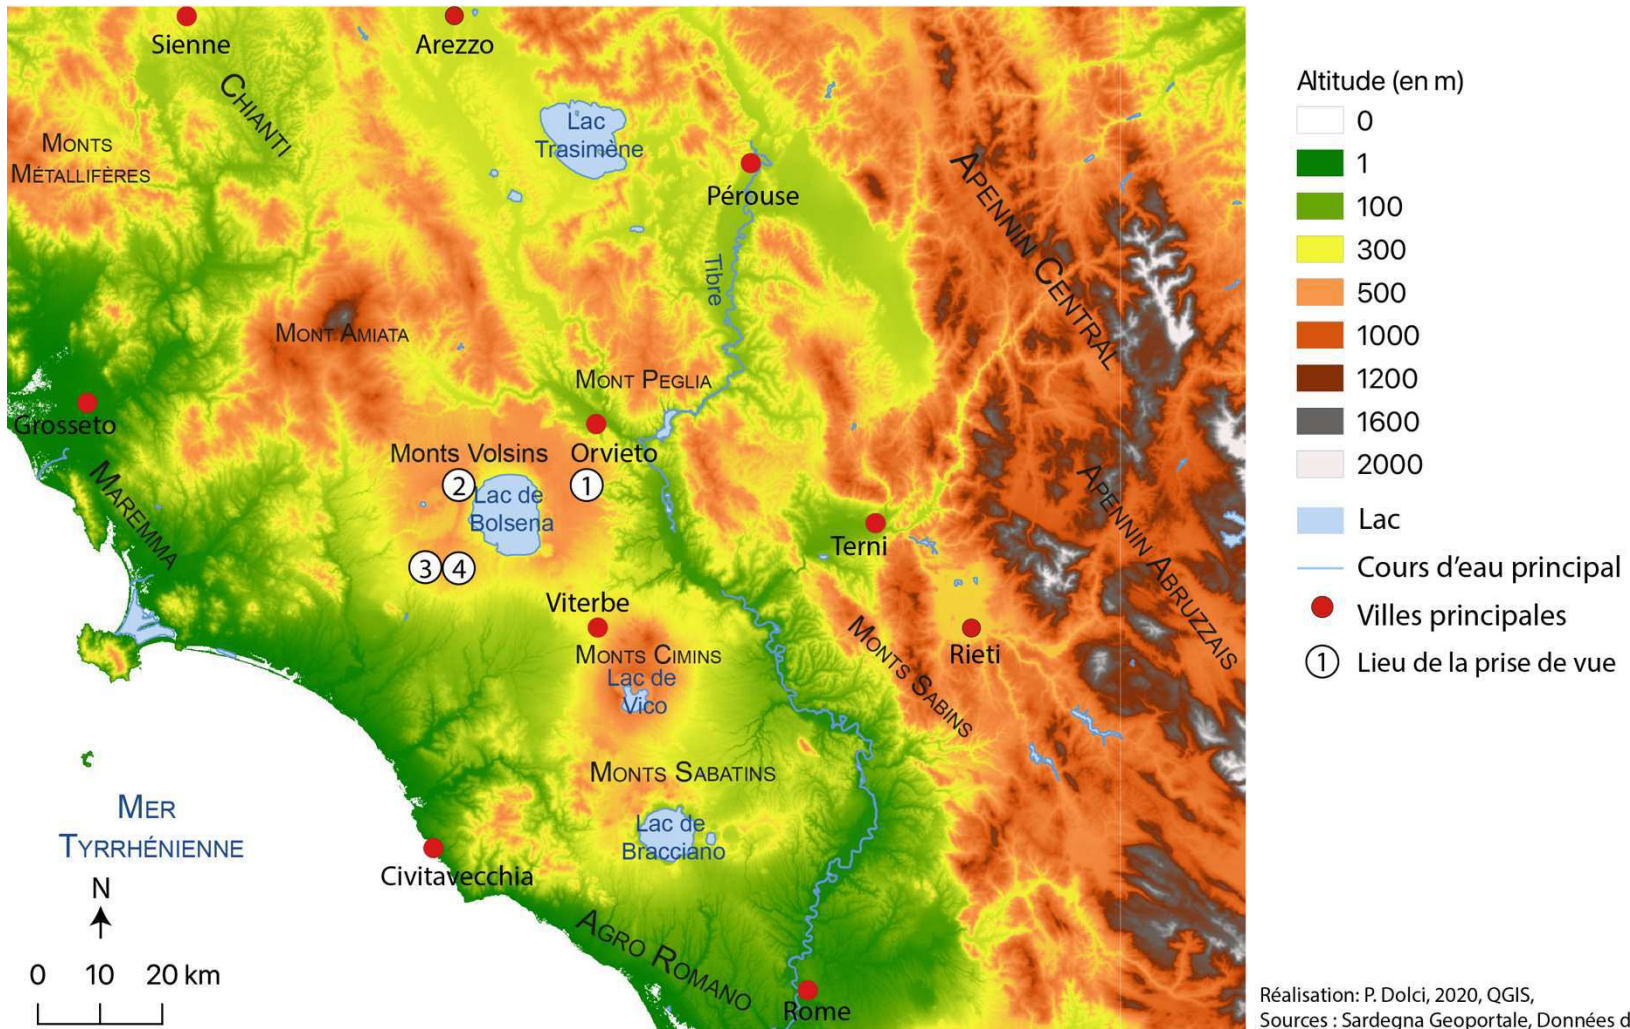 Sienne
Arezzo
CHIANTI
MONTS
MÉTALLIFÈRES
Lac
Trasimène
Pérouse
Tibre
APENNIN CENTRAL
MONT AMIATA
MONT PEGLIA
Grosseto
MAREMMA
Monts Volsins
Orvieto
2
1
Lac de
Bolsena
3
4
Terni
APENNIN ABRUZZAIS
Viterbe
MONTS CIMINS
Lac de
Vico
MONTS SABINS
Rieti
MONTS SABATINS
Lac de
Bracciano
MER
TYRRHÉNIENNE
Civitavecchia
AGRO ROMANO
Rome
N
0 10 20 km
Altitude (en m)
0
1
100
300
500
1000
1200
1600
2000
Lac
Cours d'eau principal
Villes principales
1 Lieu de la prise de vue
Réalisation: P. Dolci, 2020, QGIS,
Sources : Sardegna Geoportale, Données d